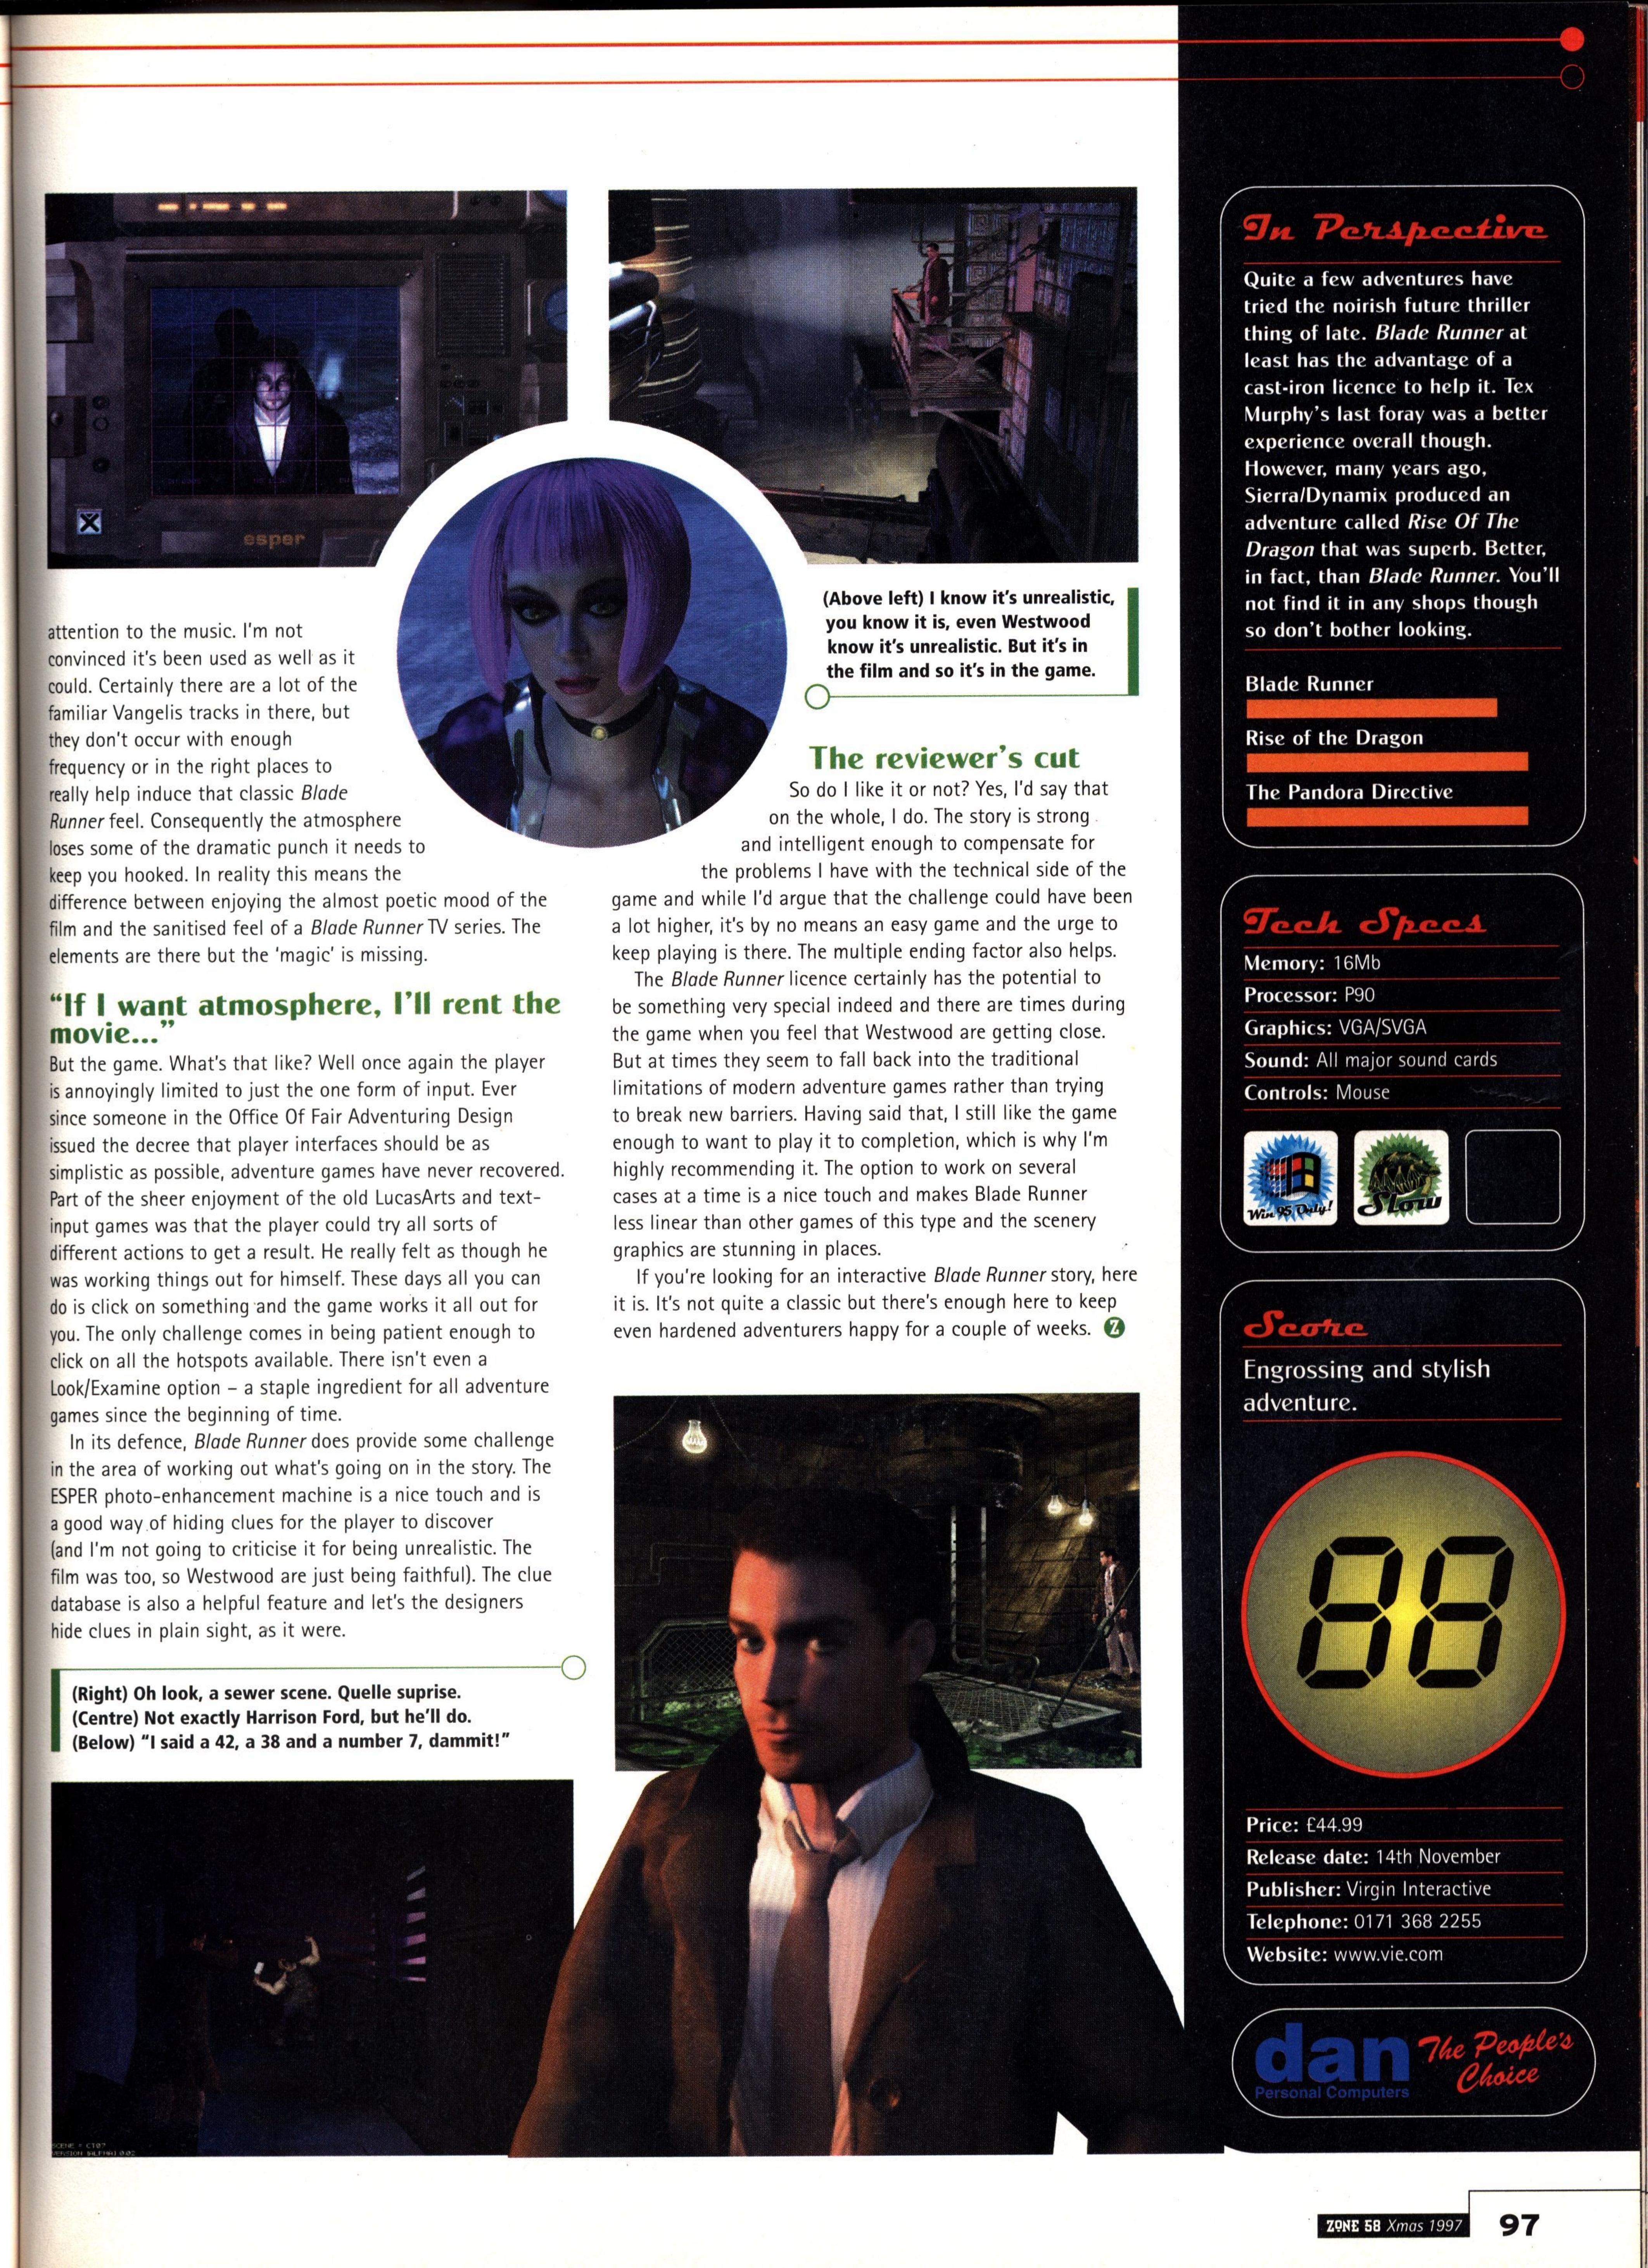 esper
(Above left) I know it's unrealistic,
you know it is, even Westwood
know it's unrealistic. But it's in
the film and so it's in the game.
attention to the music. I'm not
convinced it's been used as well as it
could. Certainly there are a lot of the
familiar Vangelis tracks in there, but
they don't occur with enough
frequency or in the right places to
really help induce that classic Blade
Runner feel. Consequently the atmosphere
loses some of the dramatic punch it needs to
keep you hooked. In reality this means the
difference between enjoying the almost poetic mood of the
film and the sanitised feel of a Blade Runner TV series. The
elements are there but the 'magic' is missing.
“If I want atmosphere, I'll rent the
movie...”
But the game. What's that like? Well once again the player
is annoyingly limited to just the one form of input. Ever
since someone in the Office Of Fair Adventuring Design
issued the decree that player interfaces should be as
simplistic as possible, adventure games have never recovered.
Part of the sheer enjoyment of the old LucasArts and text-
input games was that the player could try all sorts of
different actions to get a result. He really felt as though he
was working things out for himself. These days all you can
do is click on something and the game works it all out for
you. The only challenge comes in being patient enough to
click on all the hotspots available. There isn't even a
Look/Examine option – a staple ingredient for all adventure
games since the beginning of time.
In its defence, Blade Runner does provide some challenge
in the area of working out what's going on in the story. The
ESPER photo-enhancement machine is a nice touch and is
a good way of hiding clues for the player to discover
(and I'm not going to criticise it for being unrealistic. The
film was too, so Westwood are just being faithful). The clue
database is also a helpful feature and let's the designers
hide clues in plain sight, as it were.
(Right) Oh look, a sewer scene. Quelle suprise.
(Centre) Not exactly Harrison Ford, but he'll do.
(Below) “I said a 42, a 38 and a number 7, dammit!”
SCENE : CT07
VERSION (ALPHA) 0.02
The reviewer's cut
So do I like it or not? Yes, I'd say that
on the whole, I do. The story is strong
and intelligent enough to compensate for
the problems I have with the technical side of the
game and while I'd argue that the challenge could have been
a lot higher, it's by no means an easy game and the urge to
keep playing is there. The multiple ending factor also helps.
The Blade Runner licence certainly has the potential to
be something very special indeed and there are times during
the game when you feel that Westwood are getting close.
But at times they seem to fall back into the traditional
limitations of modern adventure games rather than trying
to break new barriers. Having said that, I still like the game
enough to want to play it to completion, which is why I'm
highly recommending it. The option to work on several
cases at a time is a nice touch and makes Blade Runner
less linear than other games of this type and the scenery
graphics are stunning in places.
If you're looking for an interactive Blade Runner story, here
it is. It's not quite a classic but there's enough here to keep
even hardened adventurers happy for a couple of weeks. Z
In Perspective
Quite a few adventures have
tried the noirish future thriller
thing of late. Blade Runner at
least has the advantage of a
cast-iron licence to help it. Tex
Murphy's last foray was a better
experience overall though.
However, many years ago,
Sierra/Dynamix produced an
adventure called Rise Of The
Dragon that was superb. Better,
in fact, than Blade Runner. You'll
not find it in any shops though
so don't bother looking.
Blade Runner
Rise of the Dragon
The Pandora Directive
Tech Specs
Memory: 16Mb
Processor: P90
Graphics: VGA/SVGA
Sound: All major sound cards
Controls: Mouse
Win 95 Only!
Slow
Score
Engrossing and stylish
adventure.
88
Price: £44.99
Release date: 14th November
Publisher: Virgin Interactive
Telephone: 0171 368 2255
Website: www.vie.com
dan
Personal Computers
The People's
Choice
ZONE 58 Xmas 1997
97